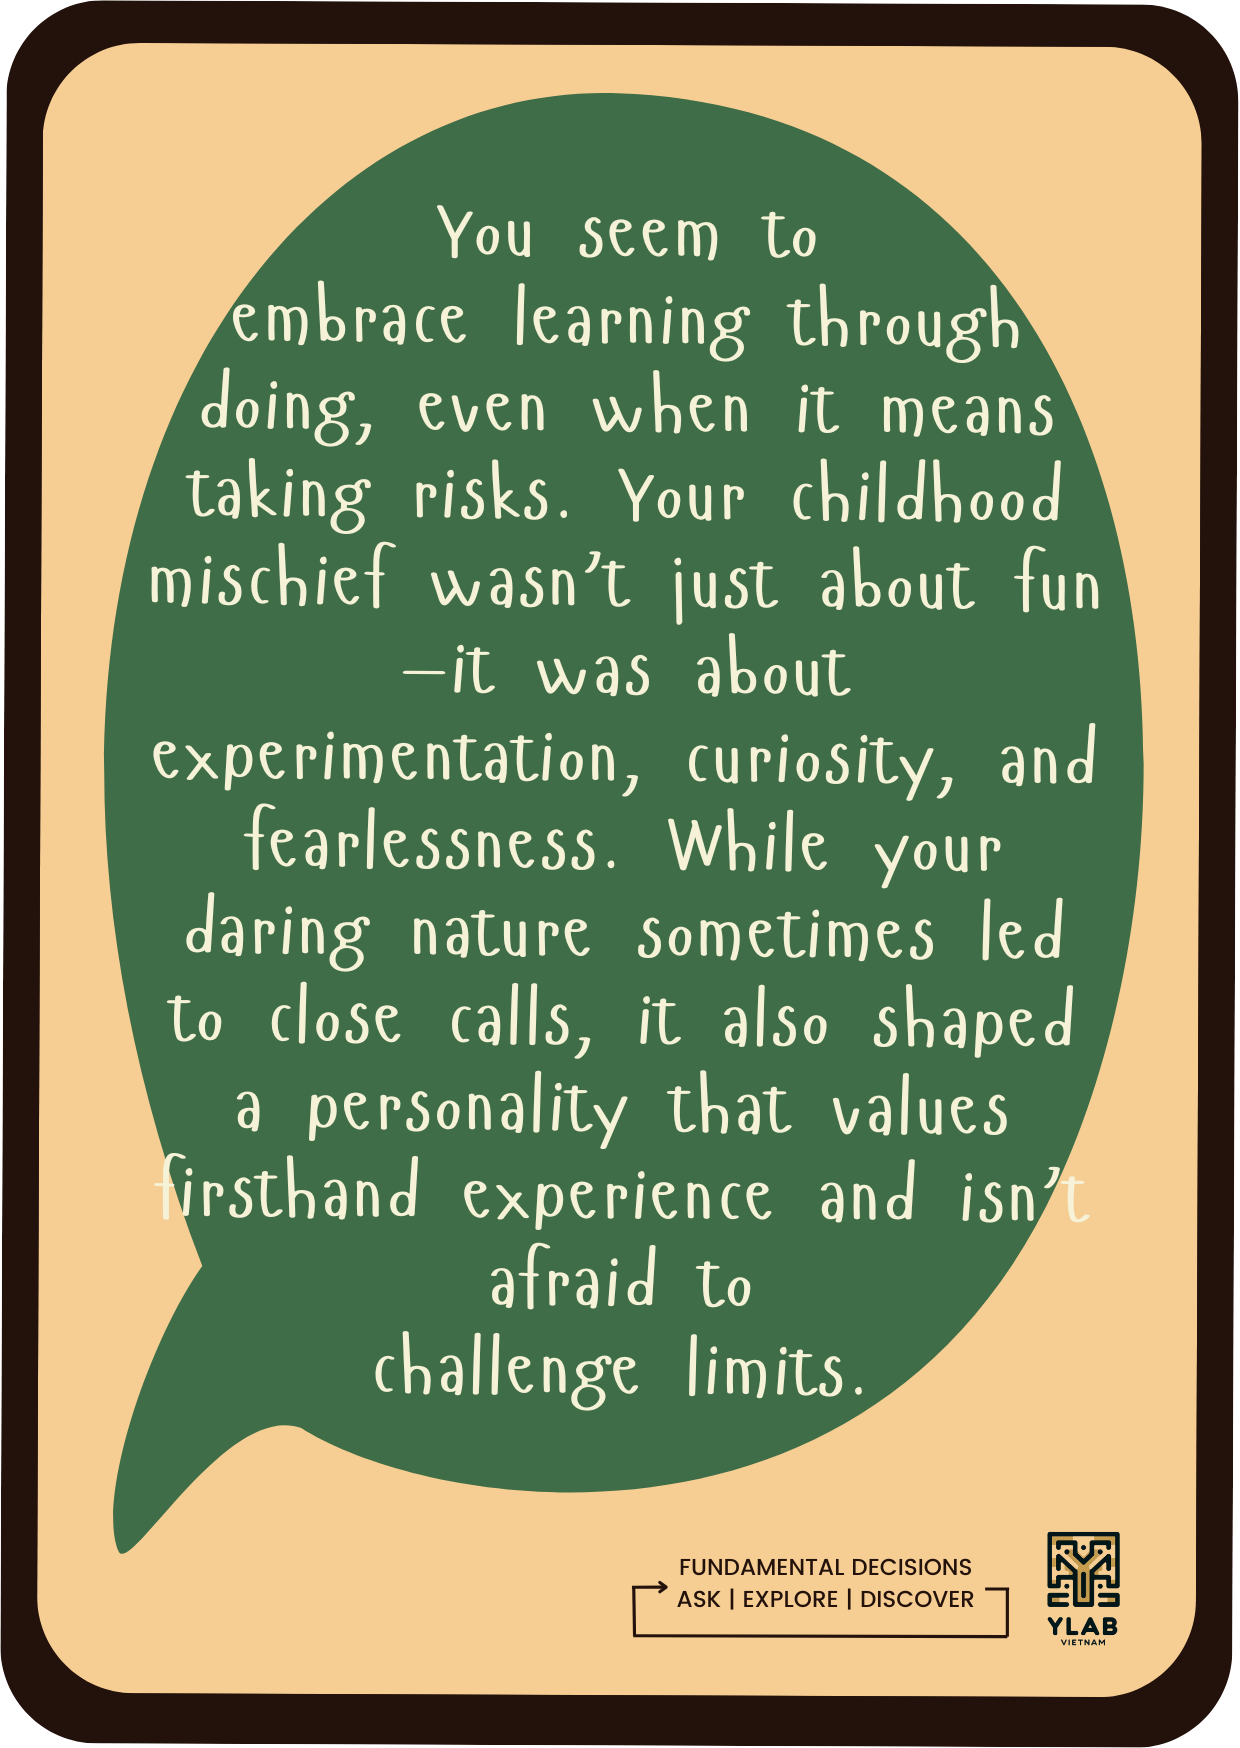 You seem to
embrace learning through
doing, even when it means
taking risks. Your childhood
mischief wasn't just about fun
—it was about
experimentation, curiosity, and
fearlessness. While your
daring nature sometimes led
to close calls, it also shaped
a personality that values
firsthand experience and isn't
afraid to
challenge limits.
FUNDAMENTAL DECISIONS
ASK | EXPLORE | DISCOVER
YLAB
VIETNAM